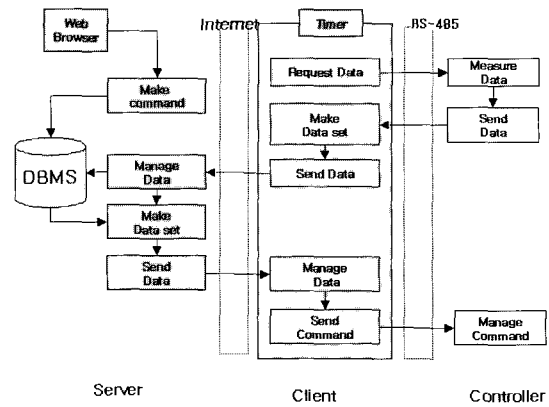 Web
Browser
Internet
Timer
RS-485
Request Data
Measure
Data
Make
command
Make
Data set
Send
Data
DBMS
Manage
Data
Send Data
Make
Data set
Send
Data
Manage
Data
Send
Command
Manage
Command
Server
Client
Controller